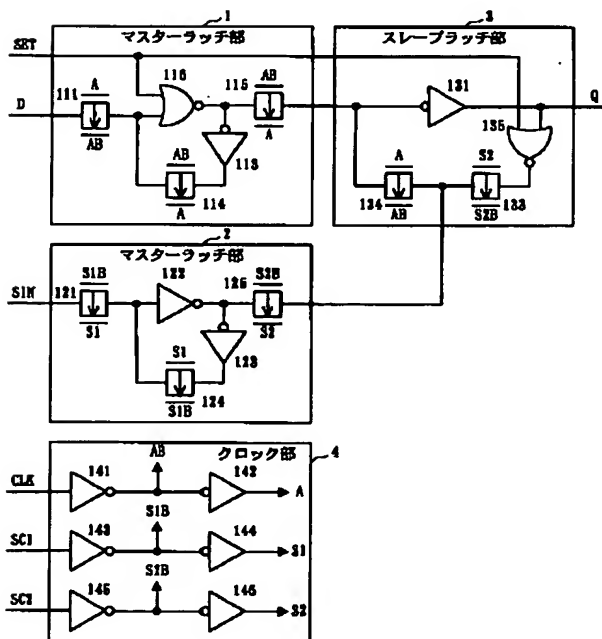 1
マスターラッチ部
3
スレーブラッチ部
SET
116
115
AB
A
111
A
D
AB
113
AB
114
A
131
Q
135
A
134
AB
S2
133
S2B
2
マスターラッチ部
SIN
121
S1B
S1
122
126
S2B
S2
123
S1
124
S1B
クロック部
4
CLK
141
AB
142
A
SC1
143
S1B
144
S1
SC2
145
S2B
146
S2